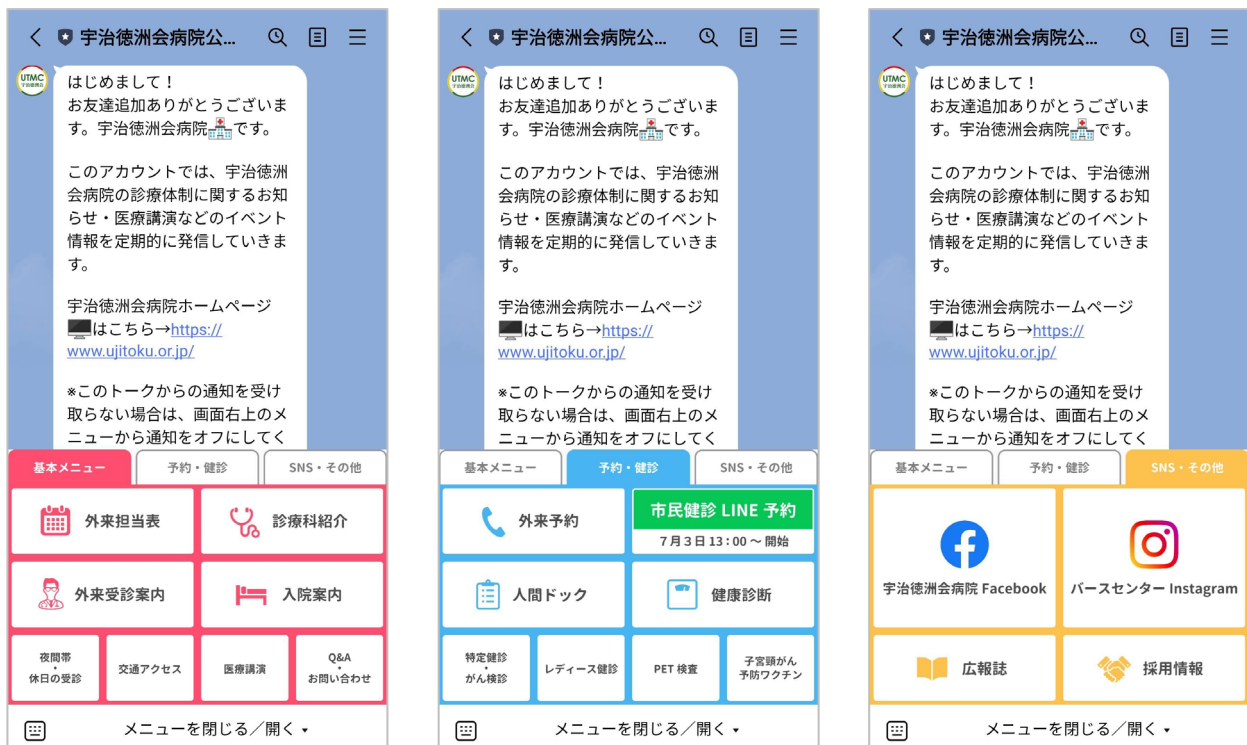 宇治徳洲会病院公...
UTMC
宇治徳洲会
はじめまして！
お友達追加ありがとうございま
す。宇治徳洲会病院🏥です。
このアカウントでは、宇治徳洲
会病院の診療体制に関するお知
らせ・医療講演などのイベント
情報を定期的に発信していきま
す。
宇治徳洲会病院ホームページ
🖥️はこちら→https://
www.ujitoku.or.jp/
※このトークからの通知を受け
取らない場合は、画面右上のメ
ニューから通知をオフにしてく
基本メニュー
予約・健診
SNS・その他
外来担当表
診療科紹介
外来受診案内
入院案内
夜間帯
・
休日の受診
交通アクセス
医療講演
Q&A
・
お問い合わせ
メニューを閉じる／開く ▾
宇治徳洲会病院公...
UTMC
宇治徳洲会
はじめまして！
お友達追加ありがとうございま
す。宇治徳洲会病院🏥です。
このアカウントでは、宇治徳洲
会病院の診療体制に関するお知
らせ・医療講演などのイベント
情報を定期的に発信していきま
す。
宇治徳洲会病院ホームページ
🖥️はこちら→https://
www.ujitoku.or.jp/
※このトークからの通知を受け
取らない場合は、画面右上のメ
ニューから通知をオフにしてく
基本メニュー
予約・健診
SNS・その他
外来予約
市民健診 LINE 予約
7月3日 13：00 ～ 開始
人間ドック
健康診断
特定健診
・
がん検診
レディース健診
PET 検査
子宮頸がん
予防ワクチン
メニューを閉じる／開く ▾
宇治徳洲会病院公...
UTMC
宇治徳洲会
はじめまして！
お友達追加ありがとうございま
す。宇治徳洲会病院🏥です。
このアカウントでは、宇治徳洲
会病院の診療体制に関するお知
らせ・医療講演などのイベント
情報を定期的に発信していきま
す。
宇治徳洲会病院ホームページ
🖥️はこちら→https://
www.ujitoku.or.jp/
※このトークからの通知を受け
取らない場合は、画面右上のメ
ニューから通知をオフにしてく
基本メニュー
予約・健診
SNS・その他
宇治徳洲会病院 Facebook
バースセンター Instagram
広報誌
採用情報
メニューを閉じる／開く ▾